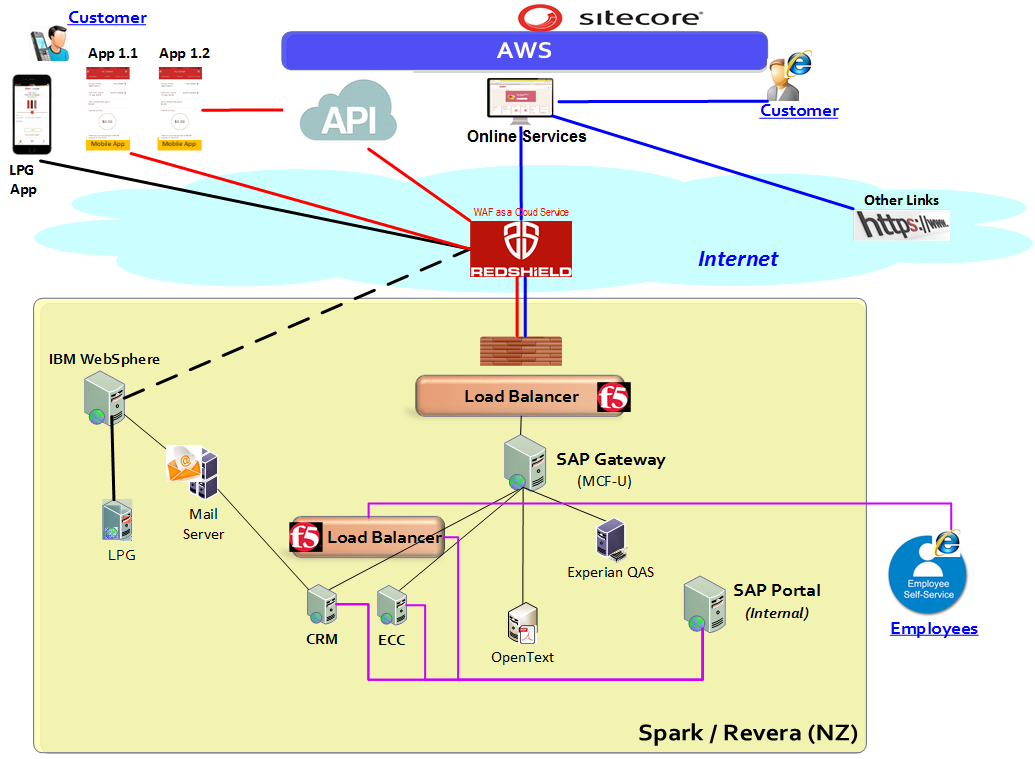 sitecore
Customer
AWS
App 1.1
App 1.2
Mobile App
Mobile App
API
Customer
Online Services
LPG
App
Other Links
https://www.
WAF as a Cloud Service
REDSHIELD
Internet
IBM WebSphere
Load Balancer
f5
SAP Gateway
(MCF-U)
Mail
Server
f5
Load Balancer
LPG
Experian QAS
Employee
Self-Service
SAP Portal
(Internal)
Employees
CRM
ECC
OpenText
Spark / Revera (NZ)